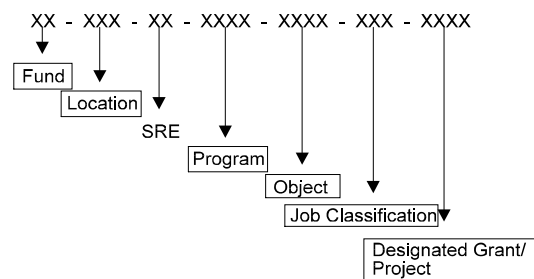 XX - XXX - XX - XXXX - XXXX - XXX - XXXX
Fund
Location
SRE
Program
Object
Job Classification
Designated Grant/
Project